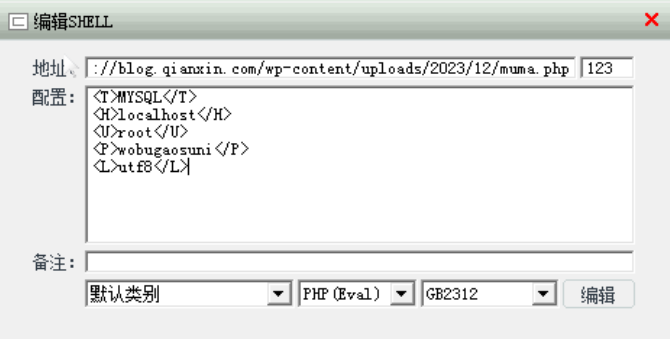 编辑SHELL
地址: ://blog.qianxin.com/wp-content/uploads/2023/12/muma.php 123
配置: <T>MYSQL</T>
<H>localhost</H>
<U>root</U>
<P>wobugaosuni</P>
<L>utf8</L>
备注:
默认类别 PHP(Eval) GB2312 编辑